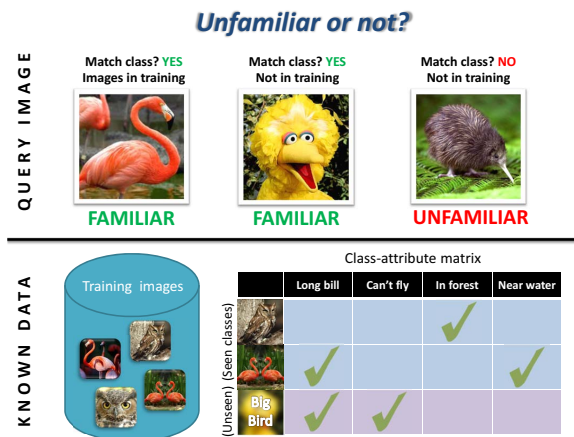 Unfamiliar or not?
QUERY IMAGE
Match class? YES
Images in training
FAMILIAR
Match class? YES
Not in training
FAMILIAR
Match class? NO
Not in training
UNFAMILIAR
KNOWN DATA
Training images
Class-attribute matrix
Long bill Can't fly In forest Near water
(Seen classes)
(Unseen)
Big
Bird